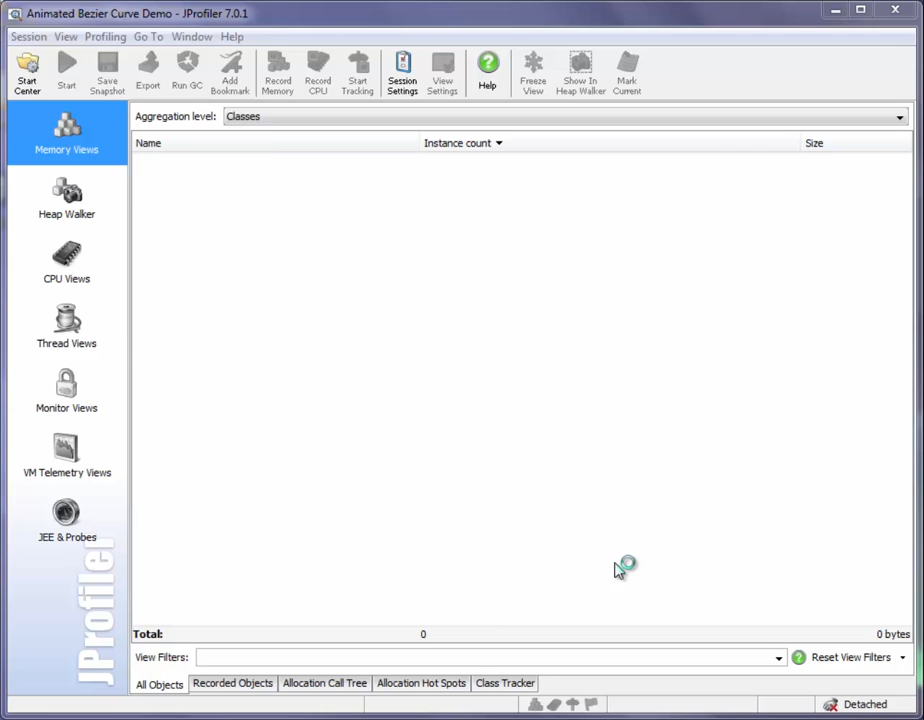 Animated Bezier Curve Demo - JProfiler 7.0.1
Session View Profiling Go To Window Help
Start Center
Start
Save Snapshot
Export
Run GC
Add Bookmark
Record Memory
Record CPU
Start Tracking
Session Settings
View Settings
Help
Freeze View
Show In Heap Walker
Mark Current
Aggregation level: Classes
Name Instance count Size
Memory Views
Heap Walker
CPU Views
Thread Views
Monitor Views
VM Telemetry Views
JEE & Probes
JProfiler
Total: 0 0 bytes
View Filters: Reset View Filters
All Objects Recorded Objects Allocation Call Tree Allocation Hot Spots Class Tracker
Detached